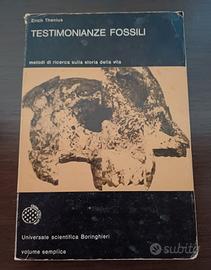 Erich Thenius
TESTIMONIANZE FOSSILI
metodi di ricerca sulla storia della vita
Universale scientifica Boringhieri
volume semplice
subito